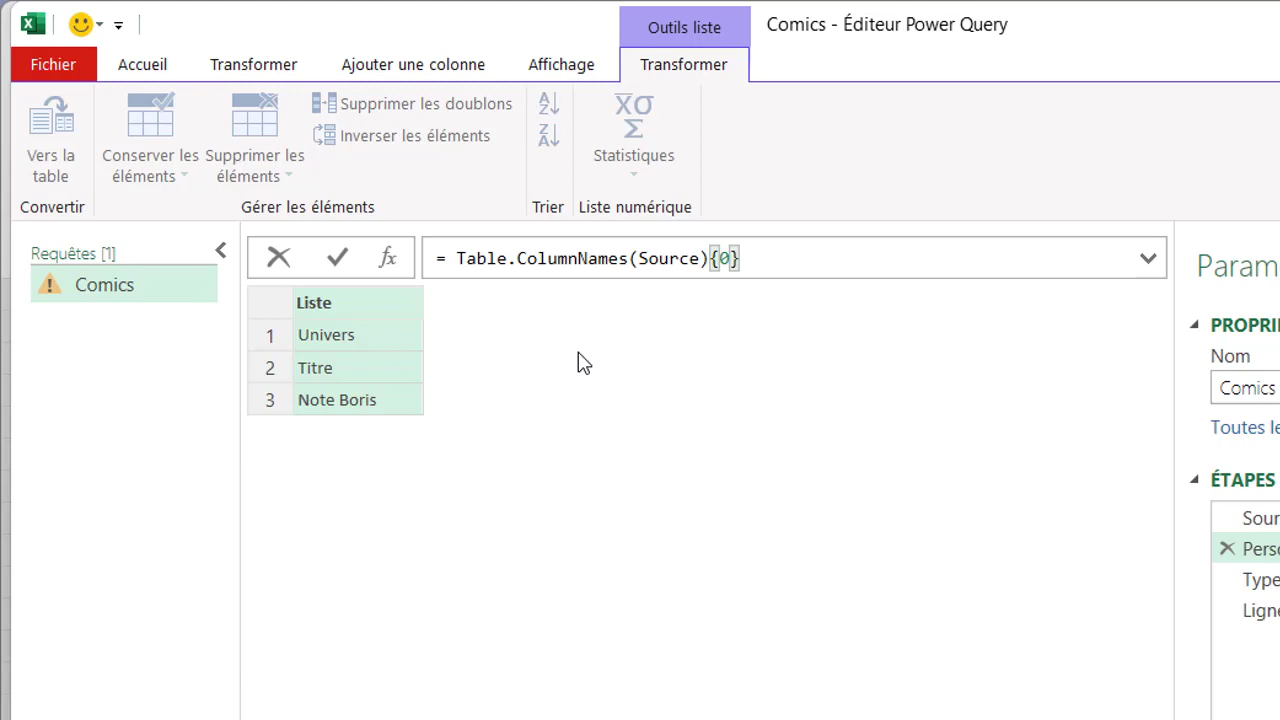 Outils liste
Comics - Éditeur Power Query
Fichier
Accueil
Transformer
Ajouter une colonne
Affichage
Transformer
Vers la
table
Conserver les
éléments
Supprimer les
éléments
Supprimer les doublons
Inverser les éléments
A
Z
Z
A
X̅σ
Σ
Statistiques
Convertir
Gérer les éléments
Trier
Liste numérique
Requêtes [1]
Comics
fx
= Table.ColumnNames(Source){0}
Liste
1 Univers
2 Titre
3 Note Boris
Param
PROPRI
Nom
Comics
Toutes le
ÉTAPES
Sour
Perso
Type
Ligne